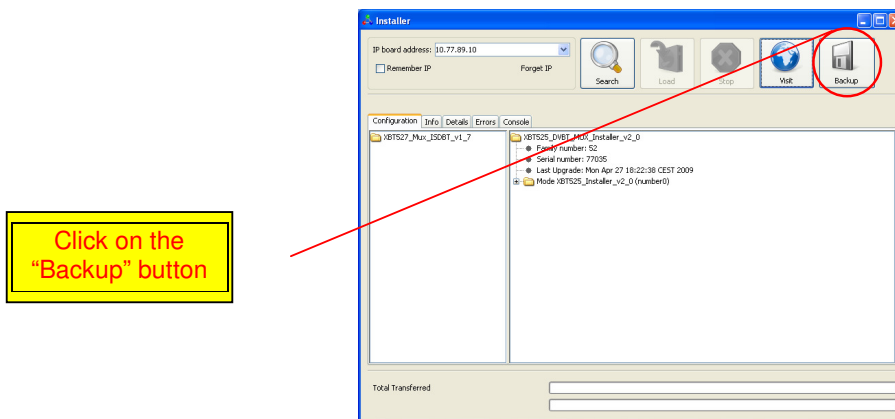 Installer
IP board address: 10.77.89.10
Remember IP
Forget IP
Search
Load
Stop
Visit
Backup
Configuration Info Details Errors Console
XBT527_Mux_ISDBT_v1_7
XBT525_DVBT_MUX_Installer_v2_0
Family number: 52
Serial number: 77035
Last Upgrade: Mon Apr 27 18:22:38 CEST 2009
Mode XBT525_Installer_v2_0 (number0)
Click on the
“Backup” button
Total Transferred